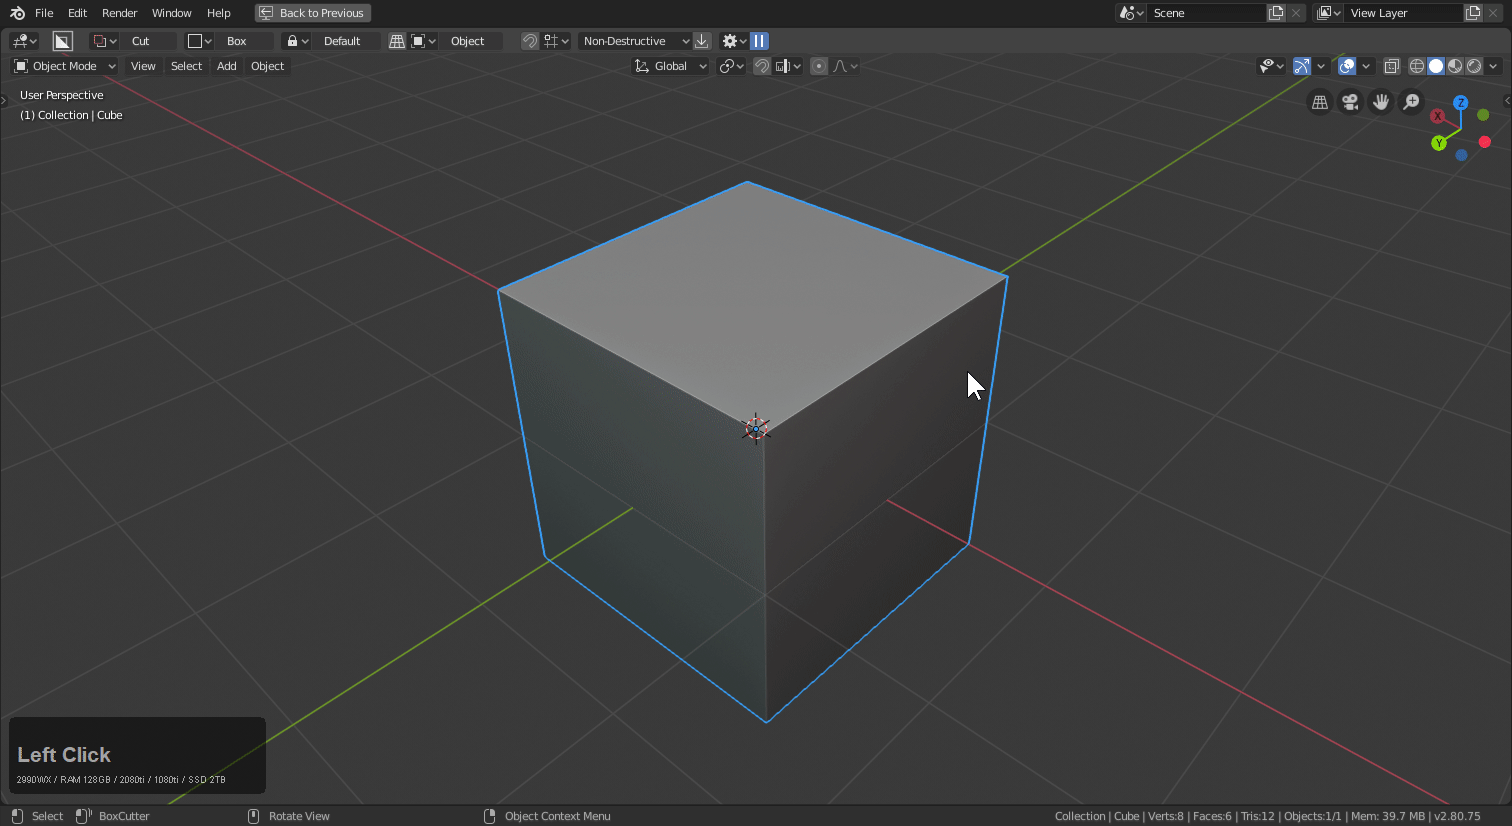 File Edit Render Window Help Back to Previous Scene View Layer
Cut Box Default Object Non-Destructive
Object Mode View Select Add Object Global
User Perspective
(1) Collection | Cube
Z
X
Y
Left Click
2990WX / RAM 128GB / 2080ti / 1080ti / SSD 2TB
Select BoxCutter Rotate View Object Context Menu Collection | Cube | Verts:8 | Faces:6 | Tris:12 | Objects:1/1 | Mem: 39.7 MB | v2.80.75